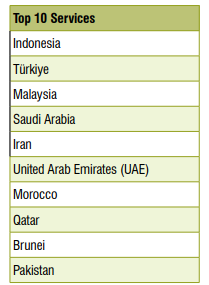 Top 10 Services
Indonesia
Türkiye
Malaysia
Saudi Arabia
Iran
United Arab Emirates (UAE)
Morocco
Qatar
Brunei
Pakistan